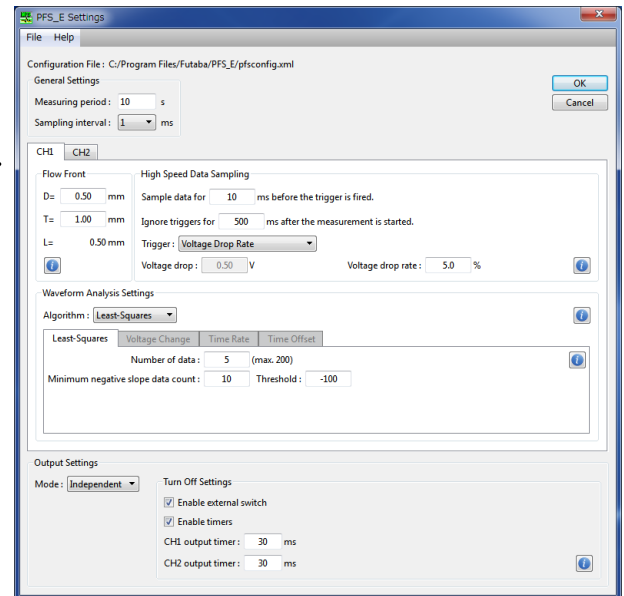 PFS_E Settings
File Help
Configuration File : C:/Program Files/Futaba/PFS_E/pfsconfig.xml
General Settings
Measuring period : 10 s
Sampling interval : 1 ms
OK
Cancel
CH1 CH2
Flow Front
D= 0.50 mm
T= 1.00 mm
L= 0.50 mm
High Speed Data Sampling
Sample data for 10 ms before the trigger is fired.
Ignore triggers for 500 ms after the measurement is started.
Trigger : Voltage Drop Rate
Voltage drop : 0.50 V Voltage drop rate : 5.0 %
Waveform Analysis Settings
Algorithm : Least-Squares
Least-Squares Voltage Change Time Rate Time Offset
Number of data : 5 (max. 200)
Minimum negative slope data count : 10 Threshold : -100
Output Settings
Mode : Independent
Turn Off Settings
Enable external switch
Enable timers
CH1 output timer : 30 ms
CH2 output timer : 30 ms